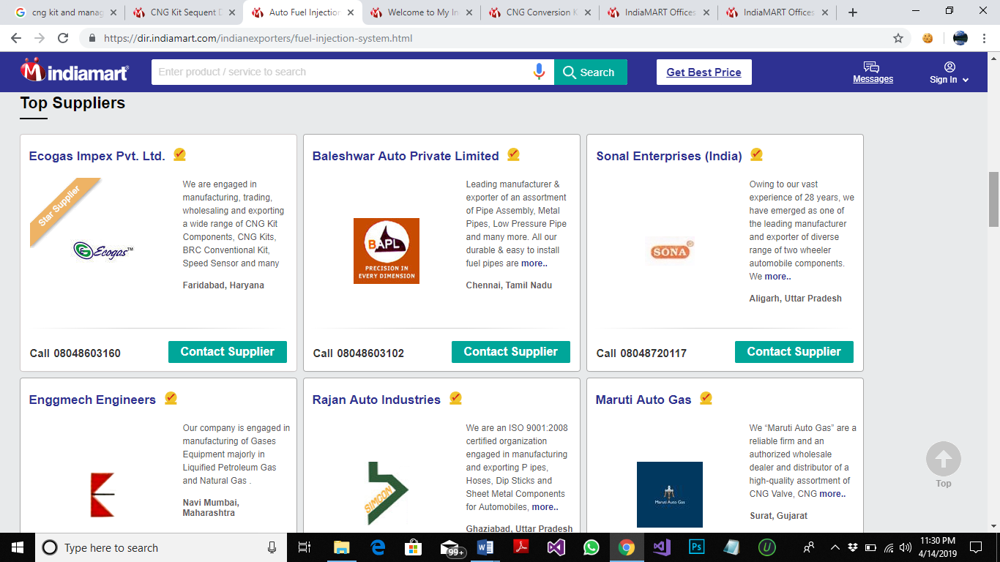 cng kit and manag
CNG Kit Sequent D
Auto Fuel Injection
Welcome to My In
CNG Conversion K
IndiaMART Offices
IndiaMART Offices
https://dir.indiamart.com/indianexporters/fuel-injection-system.html
indiamart
Enter product / service to search
Search
Get Best Price
Messages
Sign In
Top Suppliers
Ecogas Impex Pvt. Ltd.
Star Supplier
Ecogas™
We are engaged in
manufacturing, trading,
wholesaling and exporting
a wide range of CNG Kit
Components, CNG Kits,
BRC Conventional Kit,
Speed Sensor and many
Faridabad, Haryana
Call 08048603160
Contact Supplier
Baleshwar Auto Private Limited
BAPL
PRECISION IN
EVERY DIMENSION
Leading manufacturer &
exporter of an assortment
of Pipe Assembly, Metal
Pipes, Low Pressure Pipe
and many more. All our
durable & easy to install
fuel pipes are more..
Chennai, Tamil Nadu
Call 08048603102
Contact Supplier
Sonal Enterprises (India)
SONA®
Owing to our vast
experience of 28 years, we
have emerged as one of
the leading manufacturer
and exporter of diverse
range of two wheeler
automobile components.
We more..
Aligarh, Uttar Pradesh
Call 08048720117
Contact Supplier
Enggmech Engineers
Our company is engaged in
manufacturing of Gases
Equipment majorly in
Liquified Petroleum Gas
and Natural Gas .
Navi Mumbai,
Maharashtra
Rajan Auto Industries
SIMCON
We are an ISO 9001:2008
certified organization
engaged in manufacturing
and exporting P ipes,
Hoses, Dip Sticks and
Sheet Metal Components
for Automobiles, more..
Ghaziabad, Uttar Pradesh
Maruti Auto Gas
Maruti Auto Gas
We “Maruti Auto Gas” are a
reliable firm and an
authorized wholesale
dealer and distributor of a
high-quality assortment of
CNG Valve, CNG more..
Surat, Gujarat
Top
Type here to search
99+
11:30 PM
4/14/2019